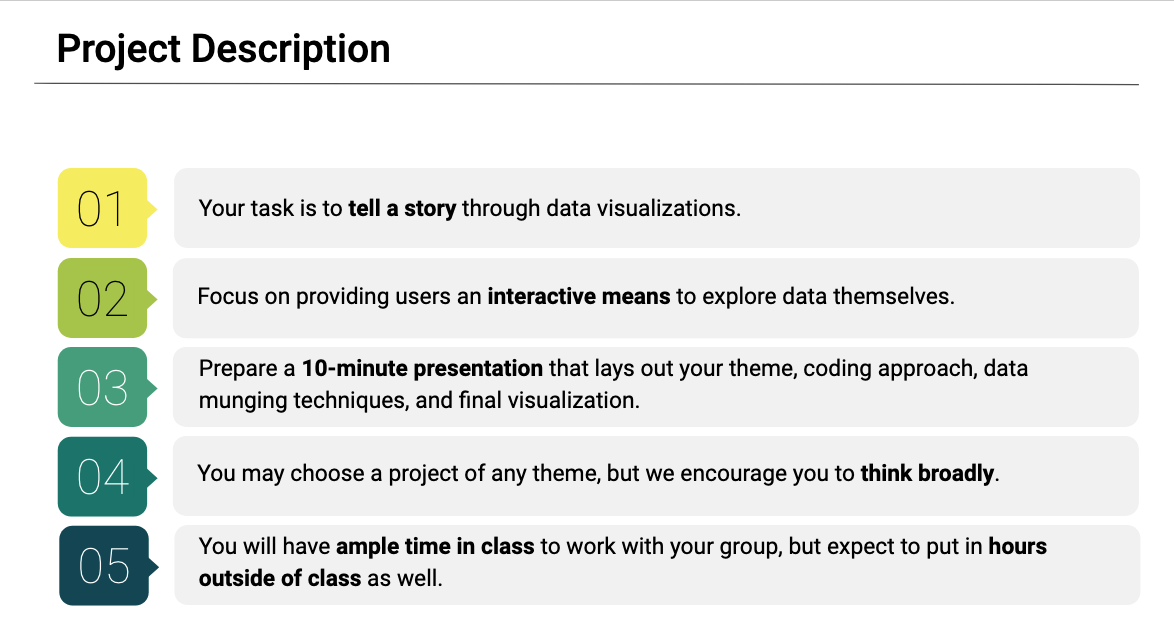 Project Description
01
Your task is to tell a story through data visualizations.
02
Focus on providing users an interactive means to explore data themselves.
03
Prepare a 10-minute presentation that lays out your theme, coding approach, data
munging techniques, and final visualization.
04
You may choose a project of any theme, but we encourage you to think broadly.
05
You will have ample time in class to work with your group, but expect to put in hours
outside of class as well.